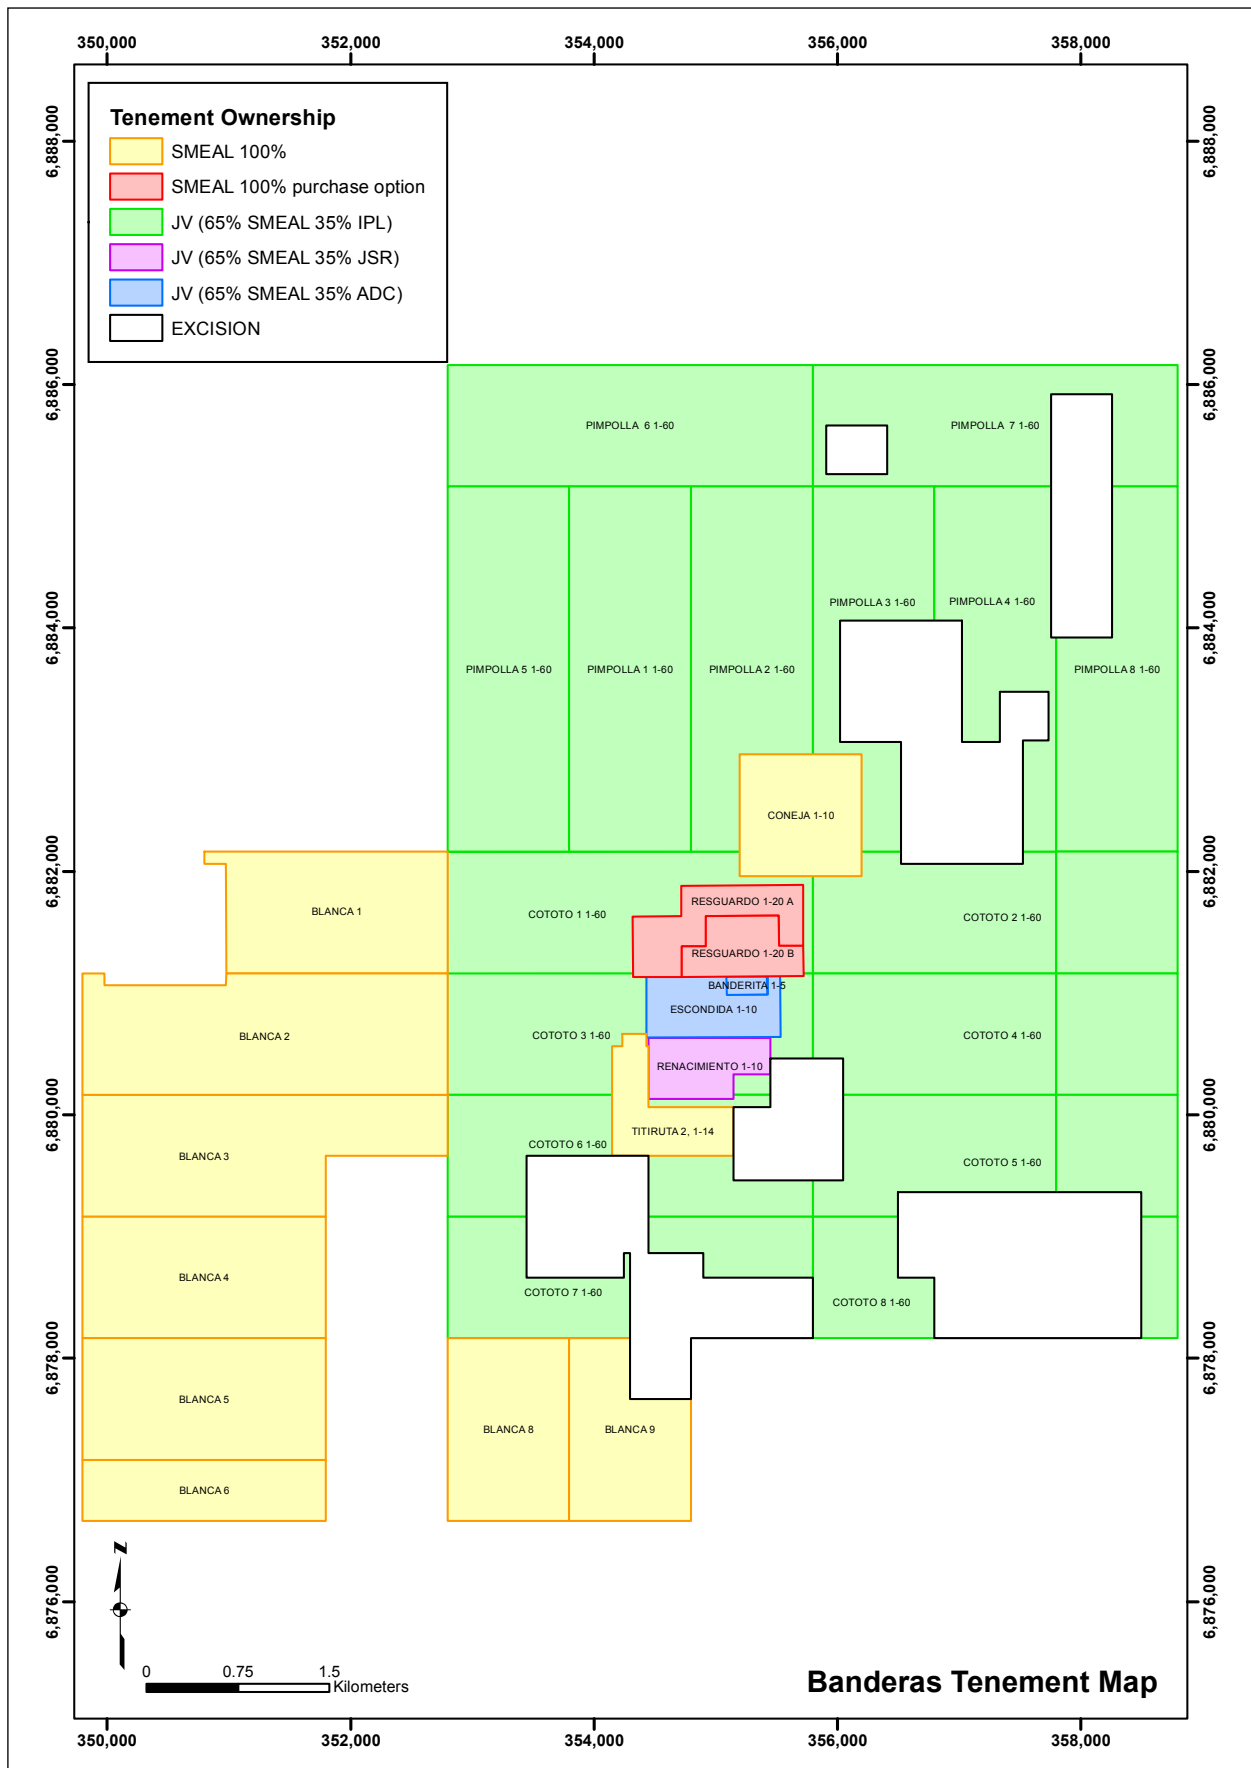 350,000 352,000 354,000 356,000 358,000
Tenement Ownership
SMEAL 100%
SMEAL 100% purchase option
JV (65% SMEAL 35% IPL)
JV (65% SMEAL 35% JSR)
JV (65% SMEAL 35% ADC)
EXCISION
6,888,000 6,888,000
6,886,000 6,886,000
PIMPOLLA 6 1-60 PIMPOLLA 7 1-60
6,884,000 6,884,000
PIMPOLLA 3 1-60 PIMPOLLA 4 1-60
PIMPOLLA 5 1-60 PIMPOLLA 1 1-60 PIMPOLLA 2 1-60 PIMPOLLA 8 1-60
CONEJA 1-10
6,882,000 6,882,000
RESGUARDO 1-20 A
BLANCA 1 COTOTO 1 1-60 COTOTO 2 1-60
RESGUARDO 1-20 B
BANDERITA 1-5
ESCONDIDA 1-10
BLANCA 2 COTOTO 3 1-60 COTOTO 4 1-60
RENACIMIENTO 1-10
6,880,000 6,880,000
TITIRUTA 2, 1-14
BLANCA 3 COTOTO 6 1-60 COTOTO 5 1-60
BLANCA 4 COTOTO 7 1-60 COTOTO 8 1-60
6,878,000 6,878,000
BLANCA 5 BLANCA 8 BLANCA 9
BLANCA 6
N
6,876,000 6,876,000
0 0.75 1.5
Kilometers
Banderas Tenement Map
350,000 352,000 354,000 356,000 358,000